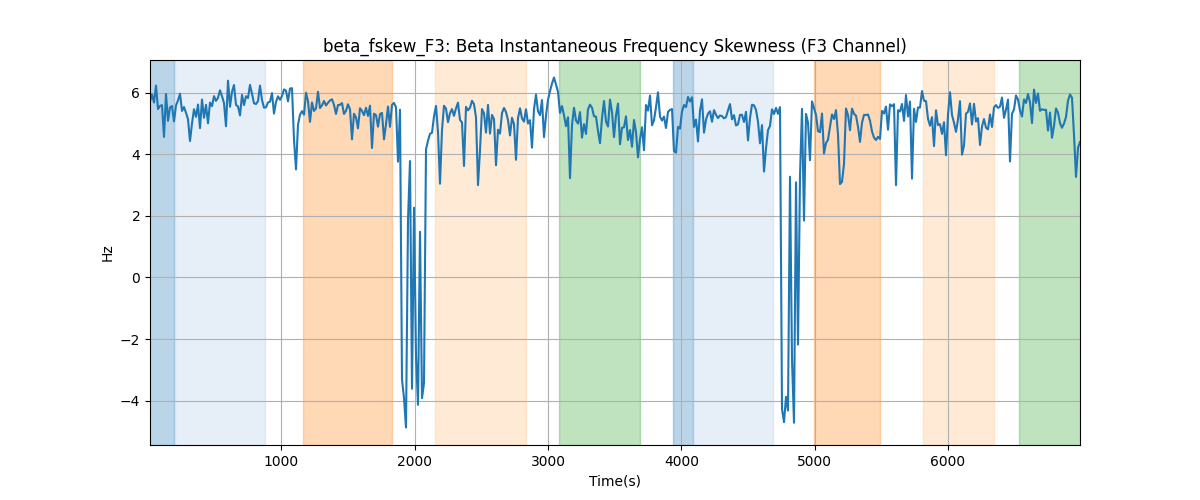 beta_fskew_F3: Beta Instantaneous Frequency Skewness (F3 Channel)
6
4
2
0
−2
−4
Hz
1000 2000 3000 4000 5000 6000
Time(s)